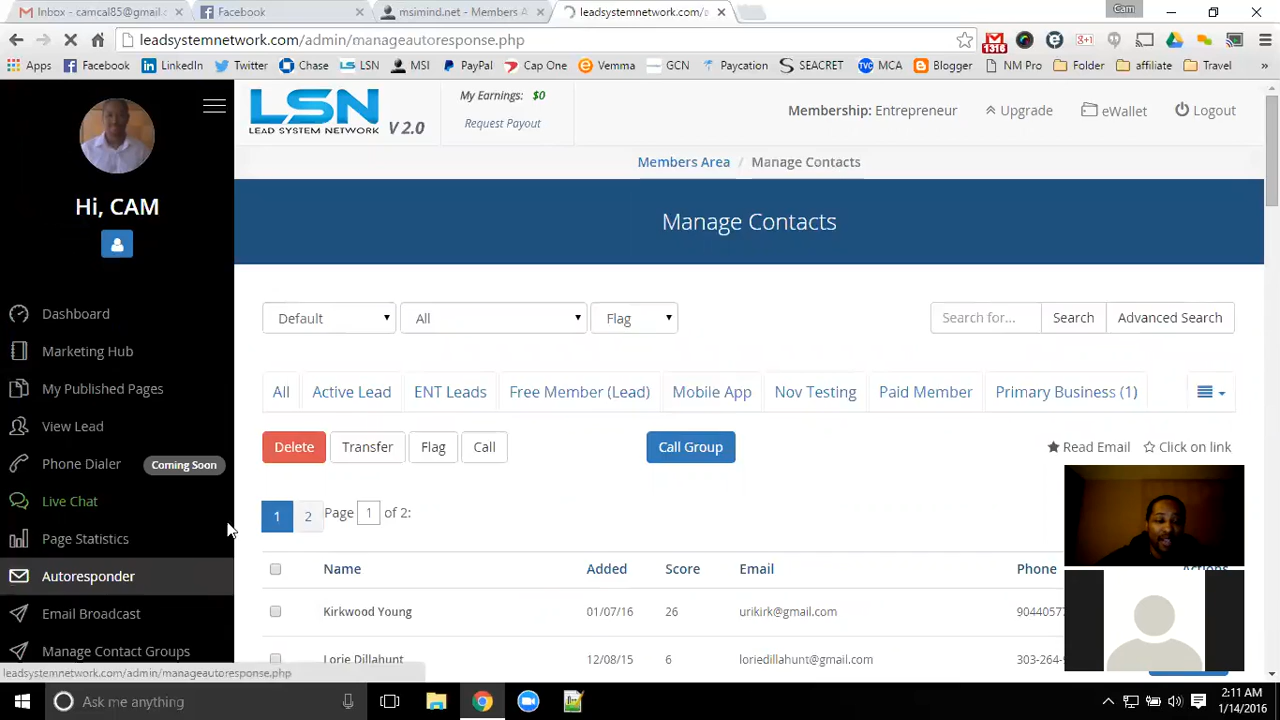 Inbox - camcal85@gmail. Facebook msimind.net - Members A leadsystemnetwork.com/a Cam
leadsystemnetwork.com/admin/manageautoresponse.php 1316
Apps Facebook LinkedIn Twitter Chase LSN MSI PayPal Cap One Vemma GCN Paycation SEACRET TVC MCA Blogger NM Pro Folder affiliate Travel »
LSN
LEAD SYSTEM NETWORK V 2.0
My Earnings: $0
Request Payout
Membership: Entrepreneur Upgrade eWallet Logout
Members Area / Manage Contacts
Hi, CAM
Manage Contacts
Dashboard
Marketing Hub
My Published Pages
View Lead
Phone Dialer Coming Soon
Live Chat
Page Statistics
Autoresponder
Email Broadcast
Manage Contact Groups
Default All Flag Search for... Search Advanced Search
All Active Lead ENT Leads Free Member (Lead) Mobile App Nov Testing Paid Member Primary Business (1)
Delete Transfer Flag Call Call Group Read Email Click on link
1 2 Page 1 of 2:
Name Added Score Email Phone Actions
Kirkwood Young 01/07/16 26 urikirk@gmail.com 9044057
Lorie Dillahunt 12/08/15 6 loriedillahunt@gmail.com 303-264-
leadsystemnetwork.com/admin/manageautoresponse.php
Ask me anything 2:11 AM
1/14/2016